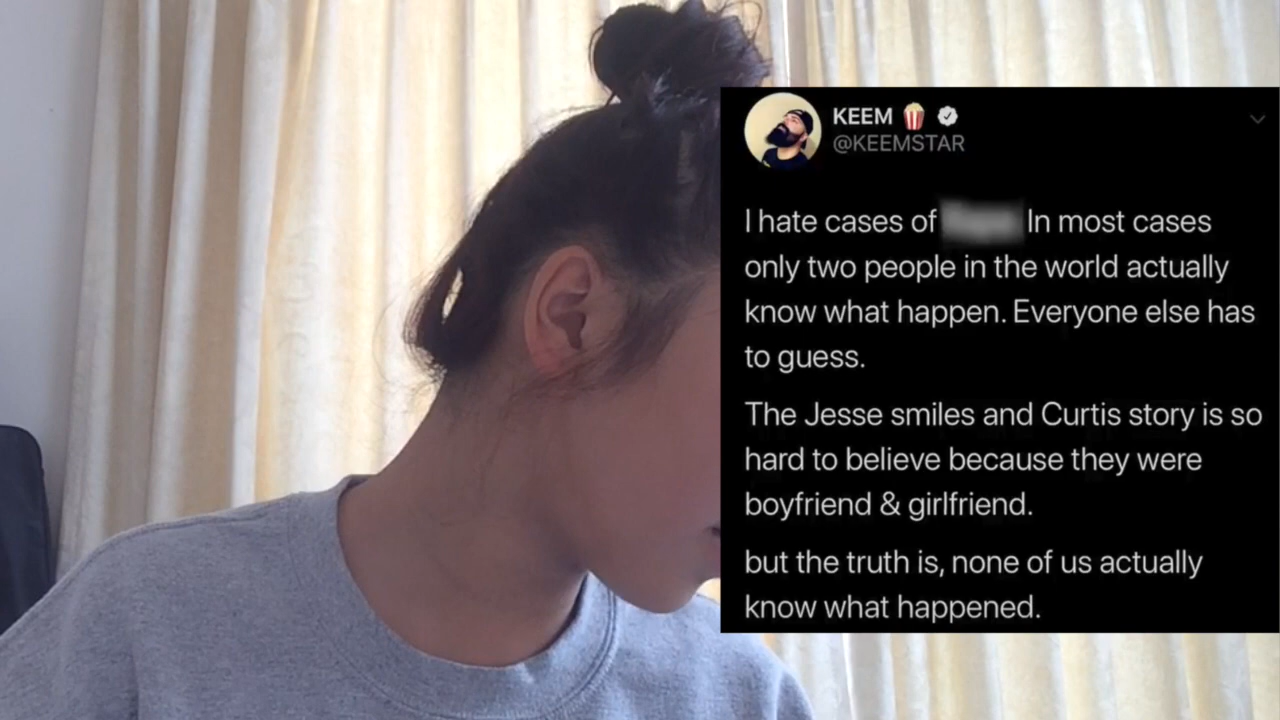 KEEM 🍿
@KEEMSTAR
I hate cases of In most cases
only two people in the world actually
know what happen. Everyone else has
to guess.
The Jesse smiles and Curtis story is so
hard to believe because they were
boyfriend & girlfriend.
but the truth is, none of us actually
know what happened.